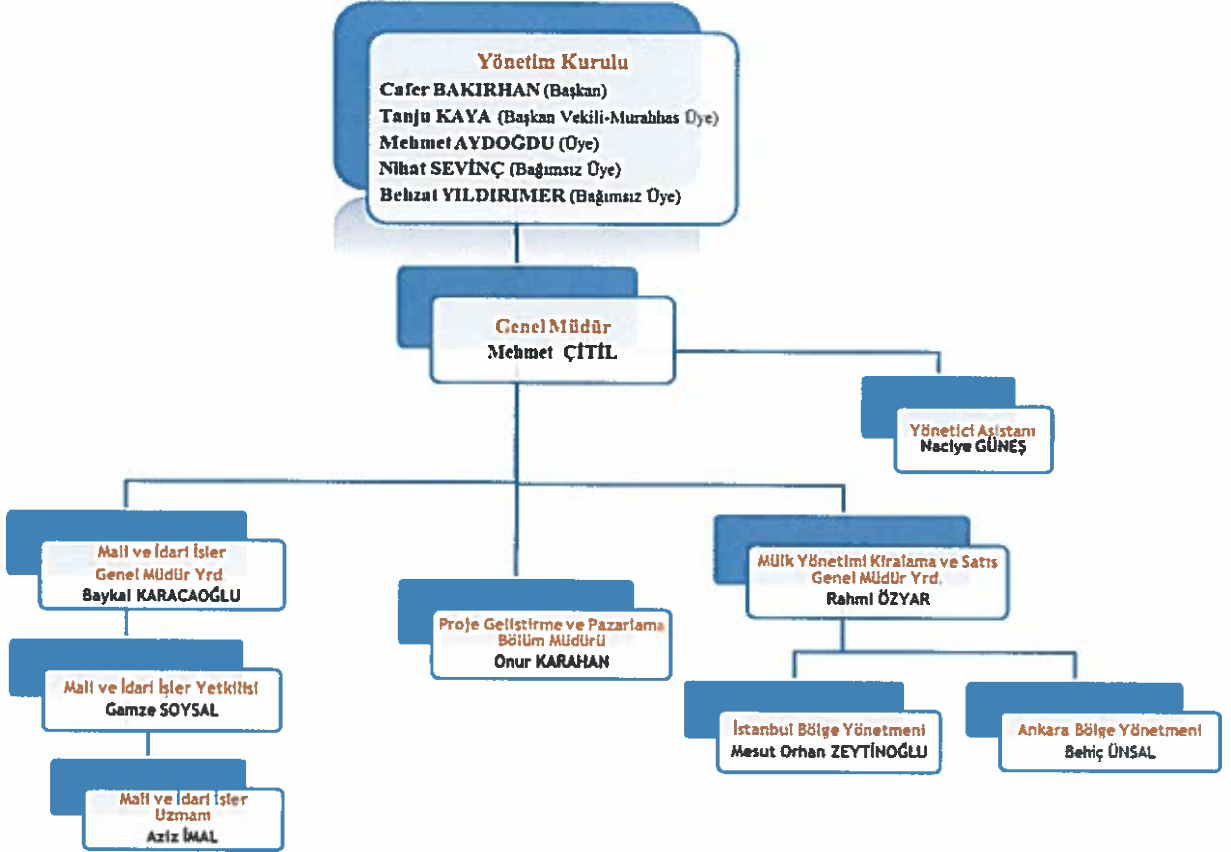 Yönetim Kurulu
Cafer BAKIRHAN (Başkan)
Tanju KAYA (Başkan Vekili-Murahhas Üye)
Mehmet AYDOĞDU (Üye)
Nihat SEVİNÇ (Bağımsız Üye)
Behzat YILDIRIMER (Bağımsız Üye)
Genel Müdür
Mehmet ÇİTİL
Yönetici Asistanı
Naciye GÜNEŞ
Mali ve İdari İşler
Genel Müdür Yrd
Baykal KARACAOĞLU
Mali ve İdari İşler Yetkilisi
Gamze SOYSAL
Mali ve İdari İşler
Uzmanı
Aziz İMAL
Proje Geliştirme ve Pazarlama
Bölüm Müdürü
Onur KARAHAN
Mülk Yönetimi Kiralama ve Satış
Genel Müdür Yrd.
Rahmi ÖZYAR
İstanbul Bölge Yönetmeni
Mesut Orhan ZEYTİNOĞLU
Ankara Bölge Yönetmeni
Behiç ÜNSAL